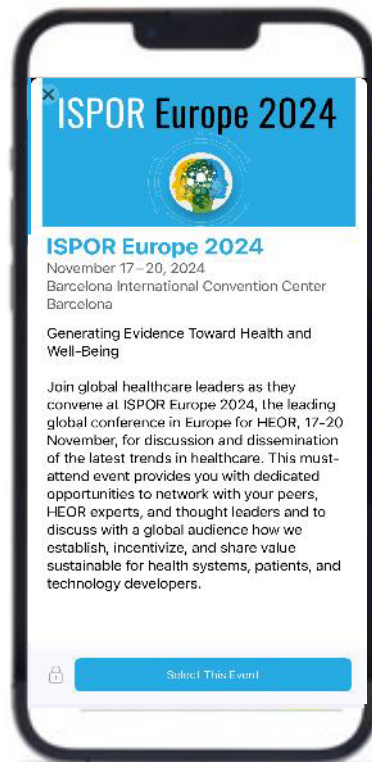 ISPOR Europe 2024
ISPOR Europe 2024
November 17–20, 2024
Barcelona International Convention Center
Barcelona
Generating Evidence Toward Health and
Well-Being
Join global healthcare leaders as they
convene at ISPOR Europe 2024, the leading
global conference in Europe for HEOR, 17-20
November, for discussion and dissemination
of the latest trends in healthcare. This must-
attend event provides you with dedicated
opportunities to network with your peers,
HEOR experts, and thought leaders and to
discuss with a global audience how we
establish, incentivize, and share value
sustainable for health systems, patients, and
technology developers.
Select This Event